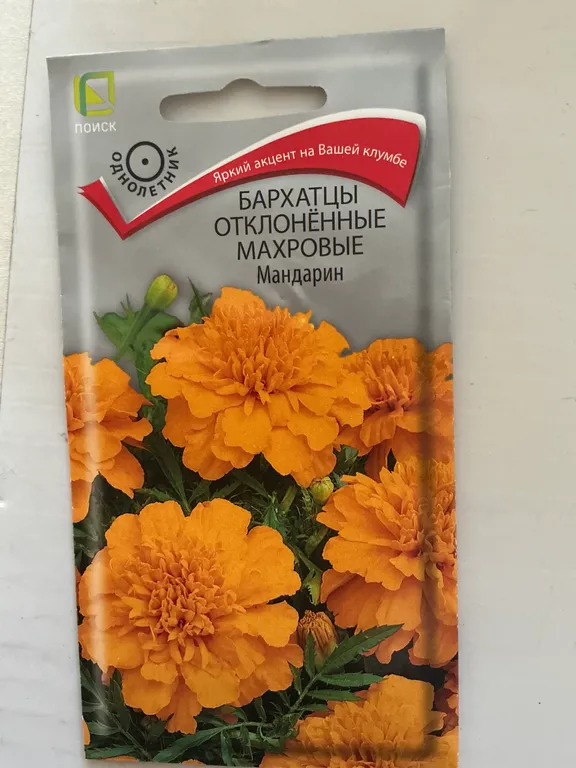 ПОИСК
ОДНОЛЕТНИК
Яркий акцент на Вашей клумбе
БАРХАТЦЫ
ОТКЛОНЁННЫЕ
МАХРОВЫЕ
Мандарин